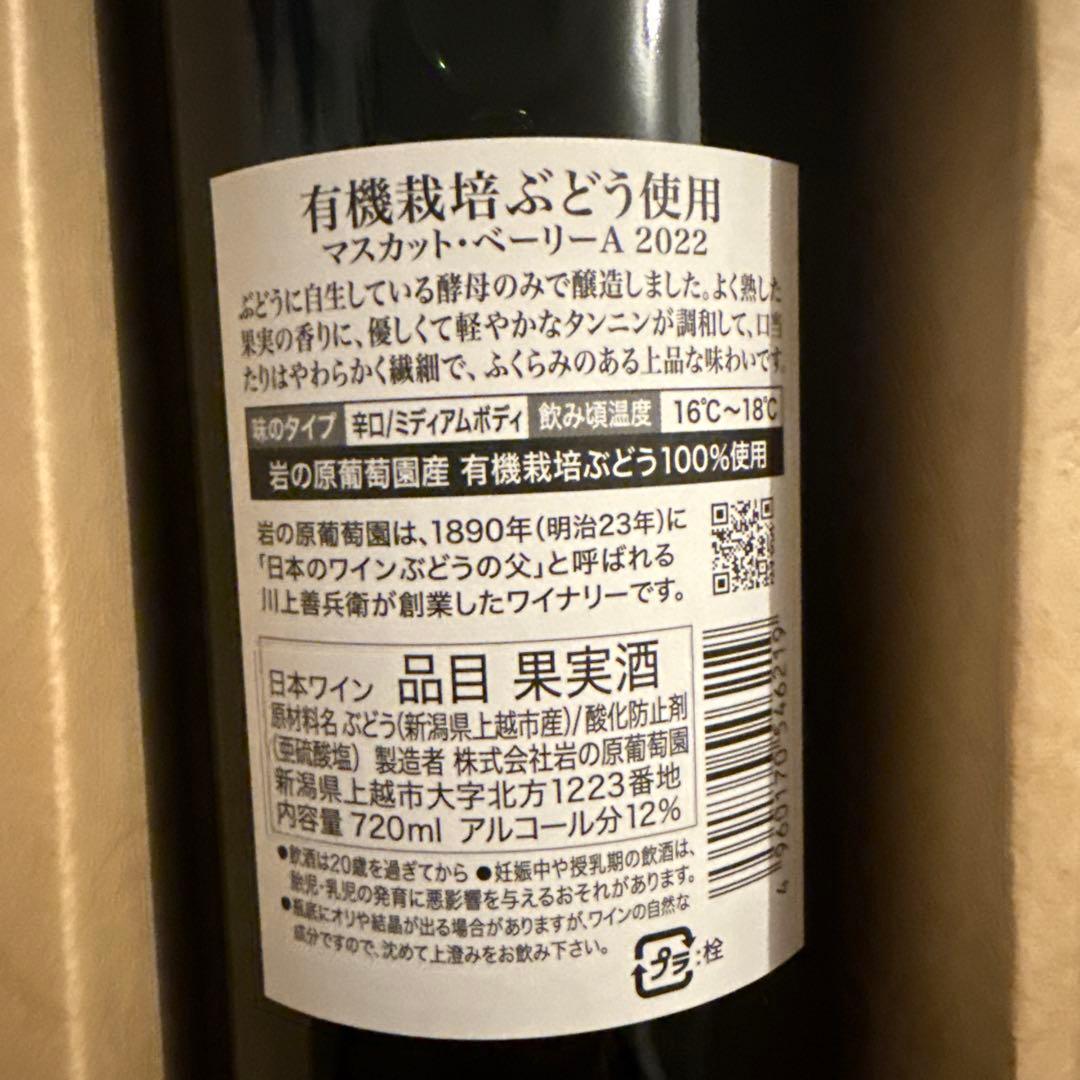 有機栽培ぶどう使用
マスカット・ベーリーA 2022
ぶどうに自生している酵母のみで醸造しました。よく熟した
果実の香りに、優しくて軽やかなタンニンが調和して、口当
たりはやわらかく繊細で、ふくらみのある上品な味わいです。
味のタイプ 辛口/ミディアムボディ 飲み頃温度 16℃～18℃
岩の原葡萄園産 有機栽培ぶどう100%使用
岩の原葡萄園は、1890年(明治23年)に
「日本のワインぶどうの父」と呼ばれる
川上善兵衛が創業したワイナリーです。
日本ワイン 品目 果実酒
原材料名 ぶどう(新潟県上越市産)/酸化防止剤
(亜硫酸塩) 製造者 株式会社岩の原葡萄園
新潟県上越市大字北方1223番地
内容量 720ml アルコール分12%
●飲酒は20歳を過ぎてから ●妊娠中や授乳期の飲酒は、
胎児・乳児の発育に悪影響を与えるおそれがあります。
●瓶底にオリや結晶が出る場合がありますが、ワインの自然な
成分ですので、沈めて上澄みをお飲み下さい。
プラ:栓
4 960170 546219